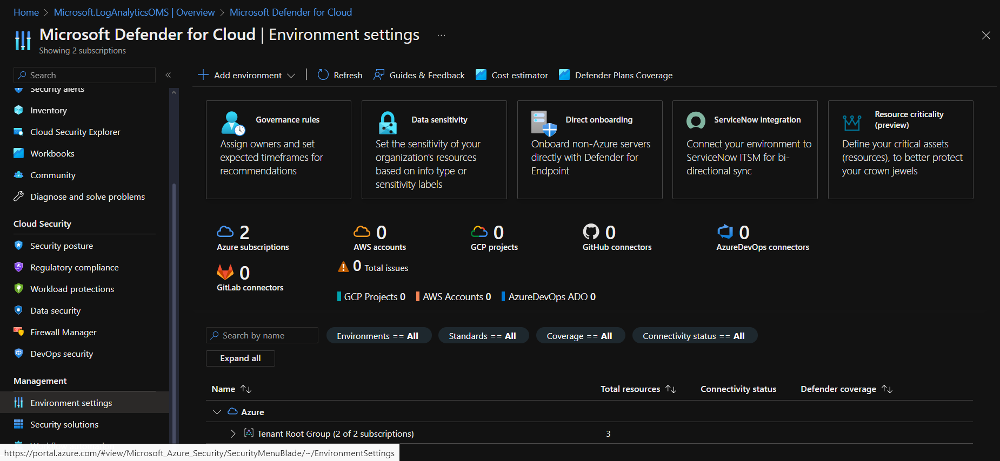 Home > Microsoft.LogAnalyticsOMS | Overview > Microsoft Defender for Cloud
Microsoft Defender for Cloud | Environment settings ...
Showing 2 subscriptions
Search
«
Security alerts
Inventory
Cloud Security Explorer
Workbooks
Community
Diagnose and solve problems
Cloud Security
Security posture
Regulatory compliance
Workload protections
Data security
Firewall Manager
DevOps security
Management
Environment settings
Security solutions
https://portal.azure.com/#view/Microsoft_Azure_Security/SecurityMenuBlade/~/EnvironmentSettings
Add environment | Refresh Guides & Feedback Cost estimator Defender Plans Coverage
Governance rules
Assign owners and set
expected timeframes for
recommendations
Data sensitivity
Set the sensitivity of your
organization's resources
based on info type or
sensitivity labels
Direct onboarding
Onboard non-Azure servers
directly with Defender for
Endpoint
ServiceNow integration
Connect your environment to
ServiceNow ITSM for bi-
directional sync
Resource criticality
(preview)
Define your critical assets
(resources), to better protect
your crown jewels
2
Azure subscriptions
0
AWS accounts
0
GCP projects
0
GitHub connectors
0
AzureDevOps connectors
0
GitLab connectors
0 Total issues
GCP Projects 0 AWS Accounts 0 AzureDevOps ADO 0
Search by name
Environments == All
Standards == All
Coverage == All
Connectivity status == All
Expand all
Name Total resources Connectivity status Defender coverage
Azure
Tenant Root Group (2 of 2 subscriptions) 3